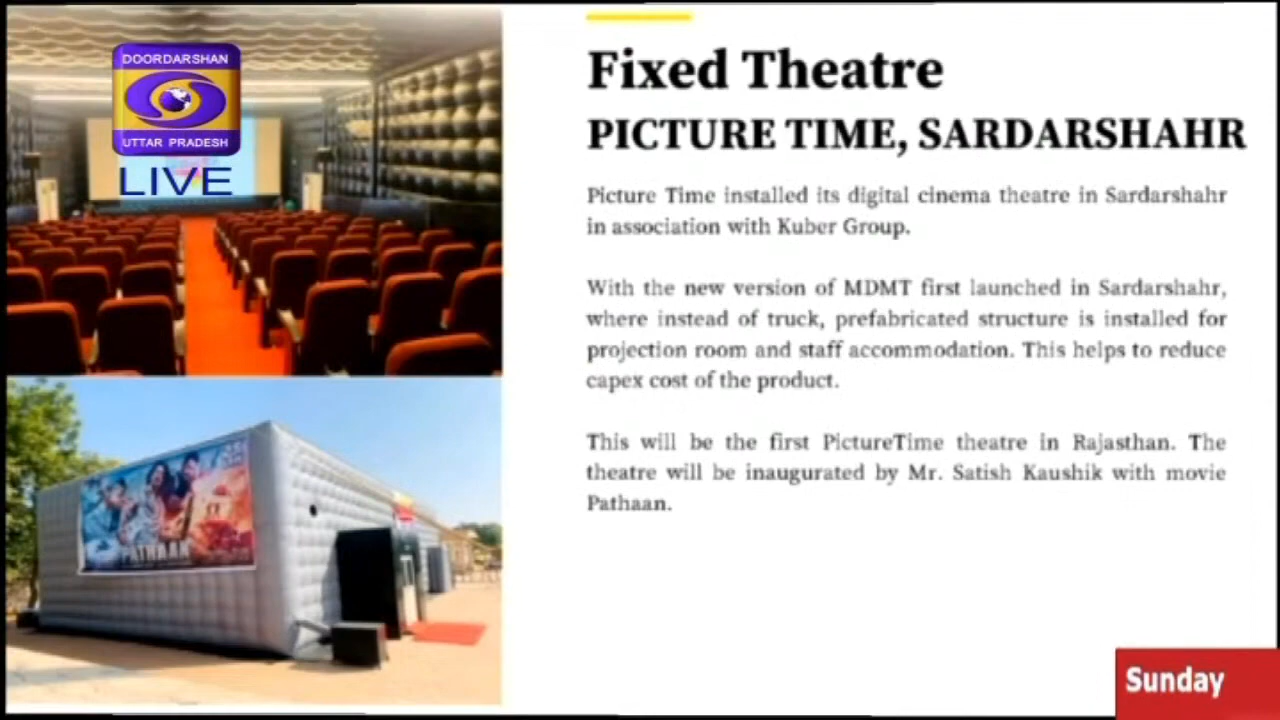 DOORDARSHAN
UTTAR PRADESH
LIVE
Fixed Theatre
PICTURE TIME, SARDARSHAHR
Picture Time installed its digital cinema theatre in Sardarshahr
in association with Kuber Group.
With the new version of MDMT first launched in Sardarshahr,
where instead of truck, prefabricated structure is installed for
projection room and staff accommodation. This helps to reduce
capex cost of the product.
This will be the first PictureTime theatre in Rajasthan. The
theatre will be inaugurated by Mr. Satish Kaushik with movie
Pathaan.
PATHAAN
Sunday